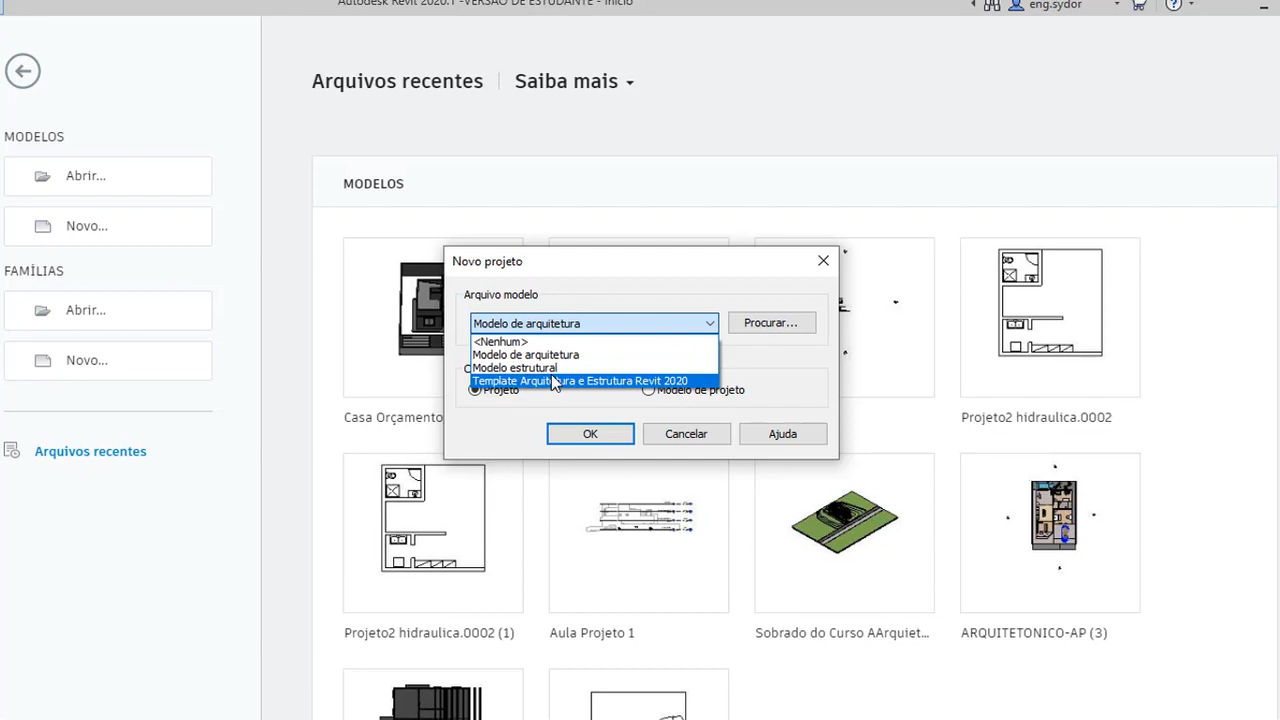 Autodesk Revit 2020.1 -VERSÃO DE ESTUDANTE - Início
eng.sydor
Arquivos recentes
Saiba mais
MODELOS
Abrir...
Novo...
FAMÍLIAS
Abrir...
Novo...
Arquivos recentes
MODELOS
Novo projeto
Arquivo modelo
Modelo de arquitetura
Procurar...
<Nenhum>
Modelo de arquitetura
Modelo estrutural
Template Arquitetura e Estrutura Revit 2020
Projeto
Modelo de projeto
OK
Cancelar
Ajuda
Casa Orçamento
Projeto2 hidraulica.0002
Projeto2 hidraulica.0002 (1)
Aula Projeto 1
Sobrado do Curso AArquiet...
ARQUITETONICO-AP (3)